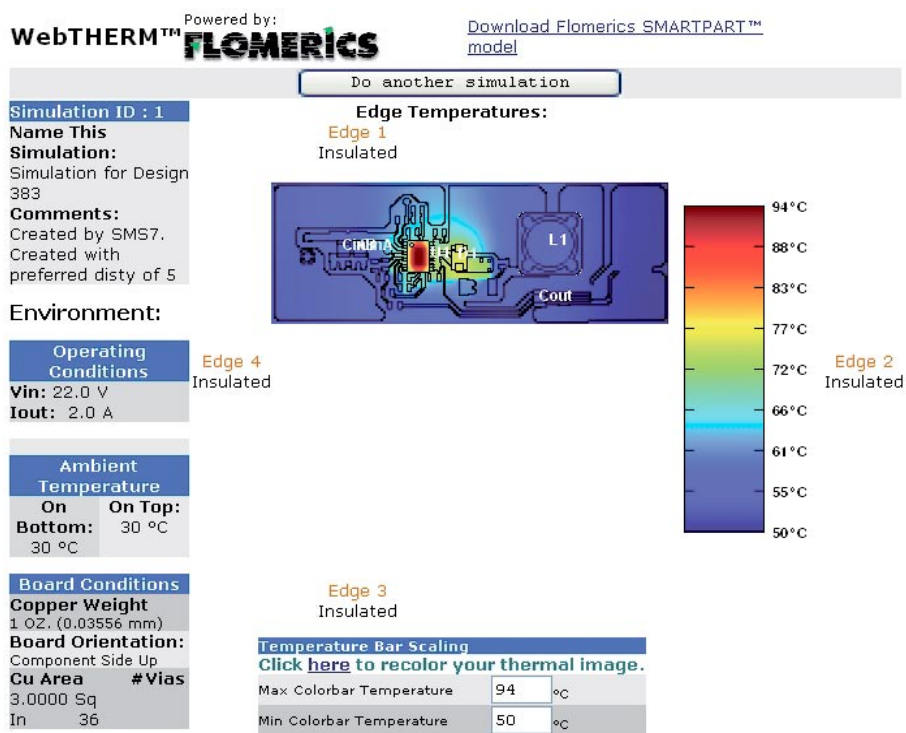 WebTHERM™
Powered by:
FLOMERICS
Download Flomerics SMARTPART™
model
Do another simulation
Simulation ID : 1
Name This
Simulation:
Simulation for Design
383
Comments:
Created by SMS7.
Created with
preferred disty of 5
Environment:
Operating
Conditions
Vin: 22.0 V
Iout: 2.0 A
Ambient
Temperature
On
Bottom:
30 °C
On Top:
30 °C
Board Conditions
Copper Weight
1 OZ. (0.03556 mm)
Board Orientation:
Component Side Up
Cu Area #Vias
3.0000 Sq
In 36
Edge Temperatures:
Edge 1
Insulated
L1
Cout
94°C
88°C
83°C
77°C
72°C
66°C
61°C
55°C
50°C
Edge 4
Insulated
Edge 2
Insulated
Edge 3
Insulated
Temperature Bar Scaling
Click here to recolor your thermal image.
Max Colorbar Temperature 94 °C
Min Colorbar Temperature 50 °C